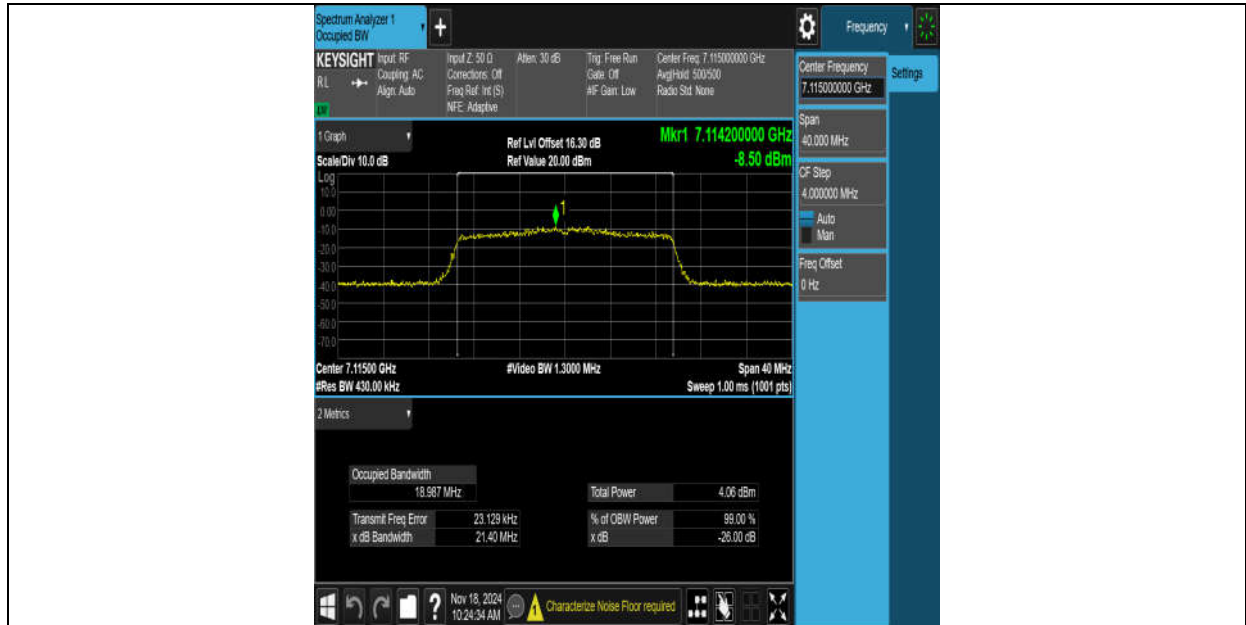 Spectrum Analyzer 1
Occupied BW
+
Frequency
KEYSIGHT Input: RF Input Z: 50 Ω Atten: 30 dB Trig: Free Run Center Freq: 7.115000000 GHz
RL Coupling: AC Corrections: Off Gate: Off Avg|Hold: 500/500
Align: Auto Freq Ref: Int (S) #IF Gain: Low Radio Std: None
NFE: Adaptive
Center Frequency
7.115000000 GHz
Settings
Span
40.000 MHz
CF Step
4.000000 MHz
Auto
Man
Freq Offset
0 Hz
1 Graph Ref Lvl Offset 16.30 dB Mkr1 7.114200000 GHz
Scale/Div 10.0 dB Ref Value 20.00 dBm -8.50 dBm
Log
10.0
0.00
1
-10.0
-20.0
-30.0
-40.0
-50.0
-60.0
-70.0
Center 7.11500 GHz #Video BW 1.3000 MHz Span 40 MHz
#Res BW 430.00 kHz Sweep 1.00 ms (1001 pts)
2 Metrics
Occupied Bandwidth
18.987 MHz Total Power 4.06 dBm
Transmit Freq Error 23.129 kHz % of OBW Power 99.00 %
x dB Bandwidth 21.40 MHz x dB -26.00 dB
? Nov 18, 2024
10:24:34 AM
Characterize Noise Floor required